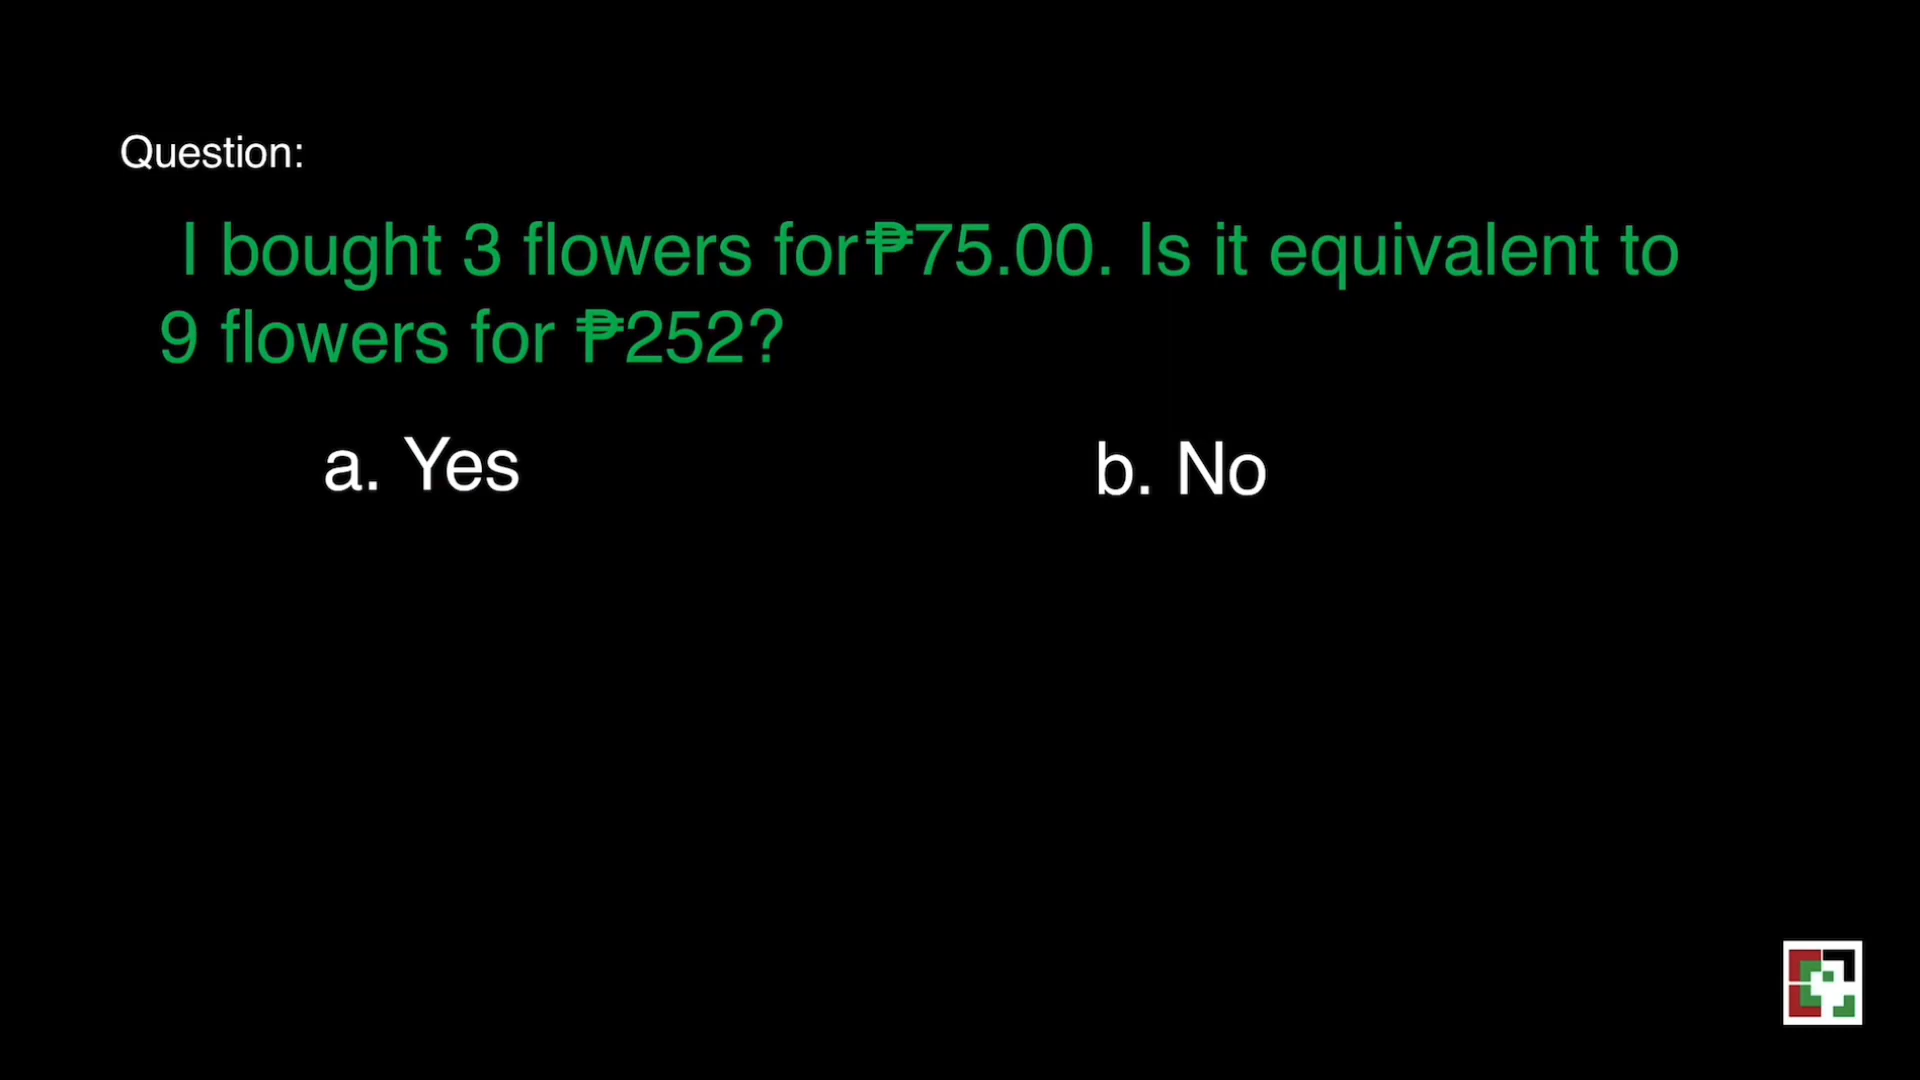 Question:
I bought 3 flowers for ₱75.00. Is it equivalent to
9 flowers for ₱252?
a. Yes
b. No